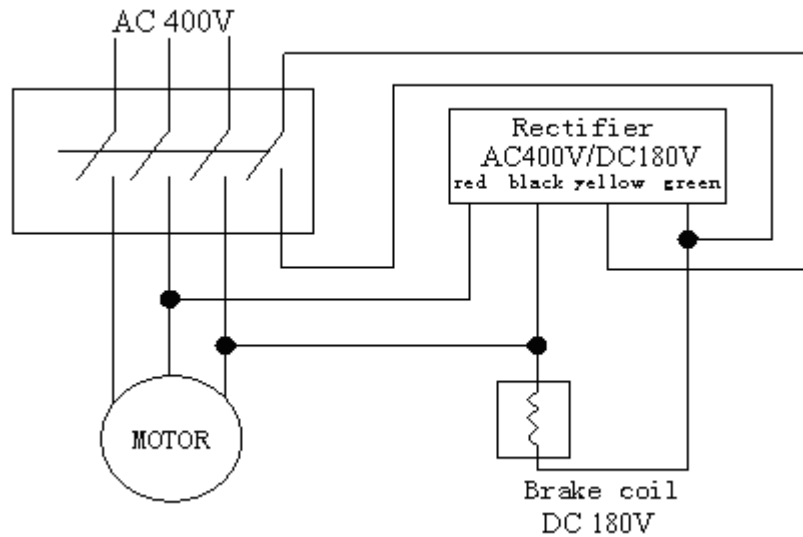 AC 400V
Rectifier
AC400V/DC180V
red black yellow green
MOTOR
Brake coil
DC 180V